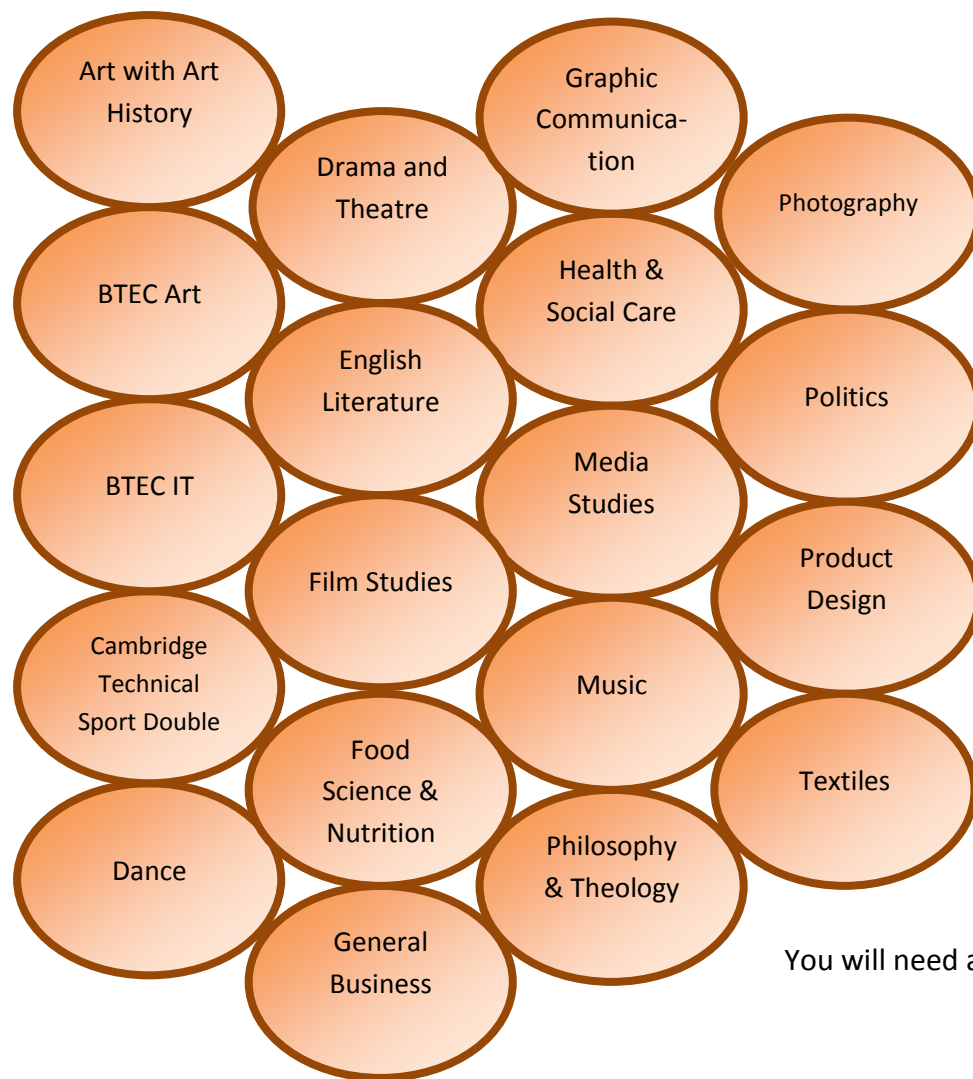 Art with Art
History
BTEC Art
BTEC IT
Cambridge
Technical
Sport Double
Dance
Drama and
Theatre
English
Literature
Film Studies
Food
Science &
Nutrition
General
Business
Graphic
Communica-
tion
Health &
Social Care
Media
Studies
Music
Philosophy
& Theology
Photography
Politics
Product
Design
Textiles
You will need a